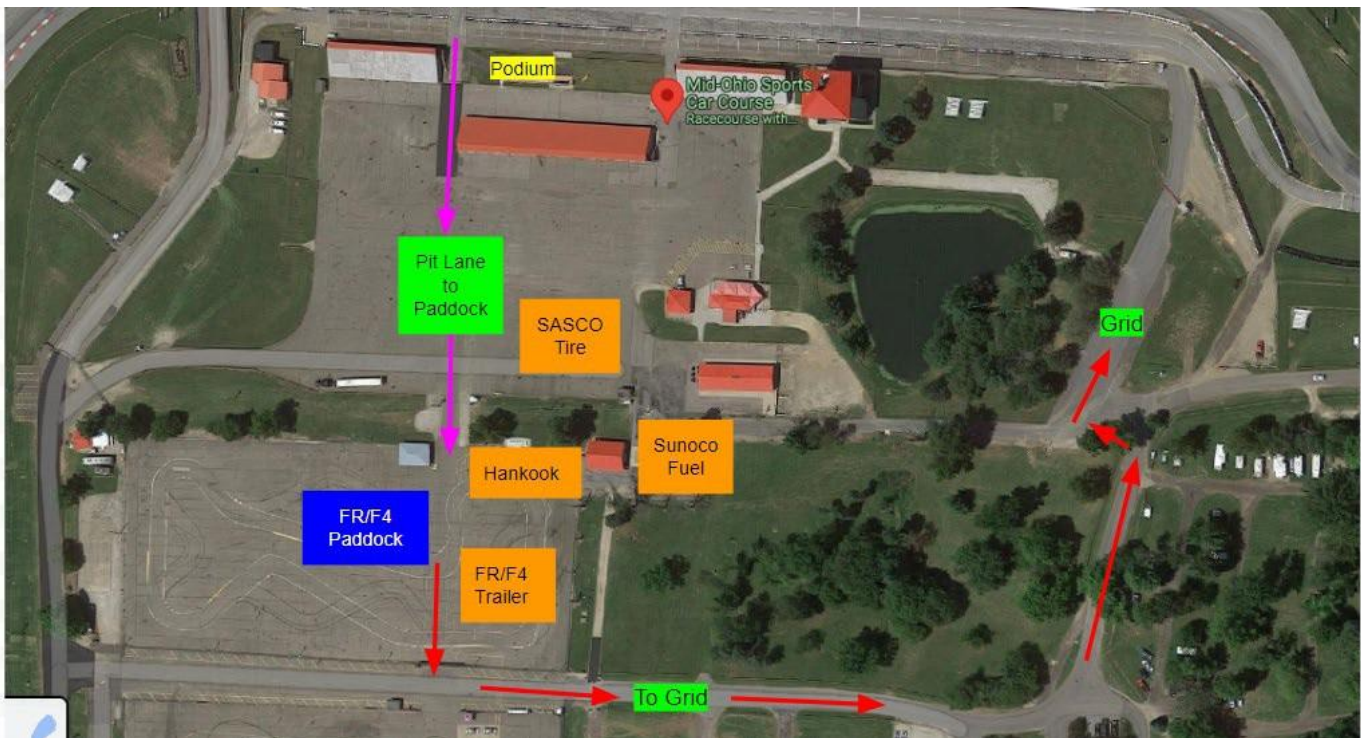 Podium
Mid-Ohio Sports
Car Course
Racecourse with...
Pit Lane
to
Paddock
SASCO
Tire
Grid
Sunoco
Fuel
Hankook
FR/F4
Paddock
FR/F4
Trailer
To Grid